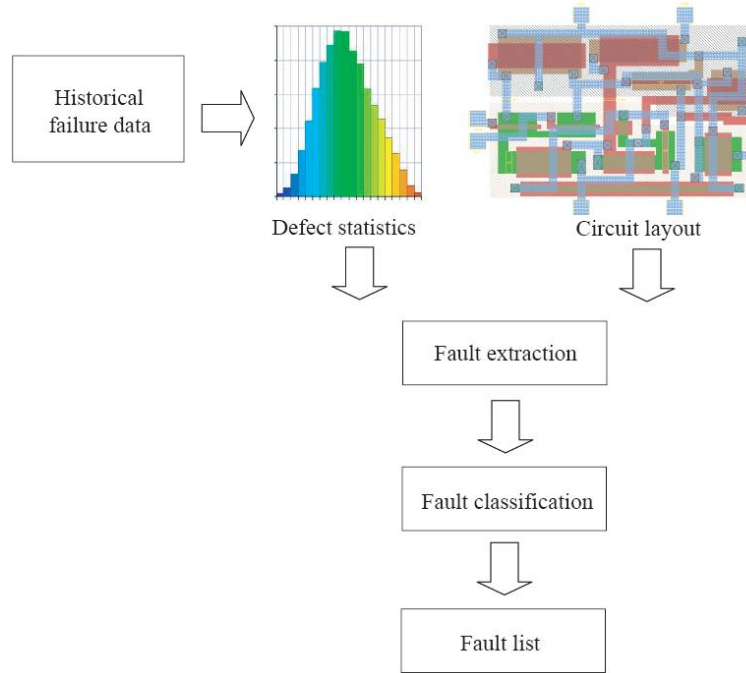 Historical
failure data
Defect statistics
Circuit layout
Fault extraction
Fault classification
Fault list